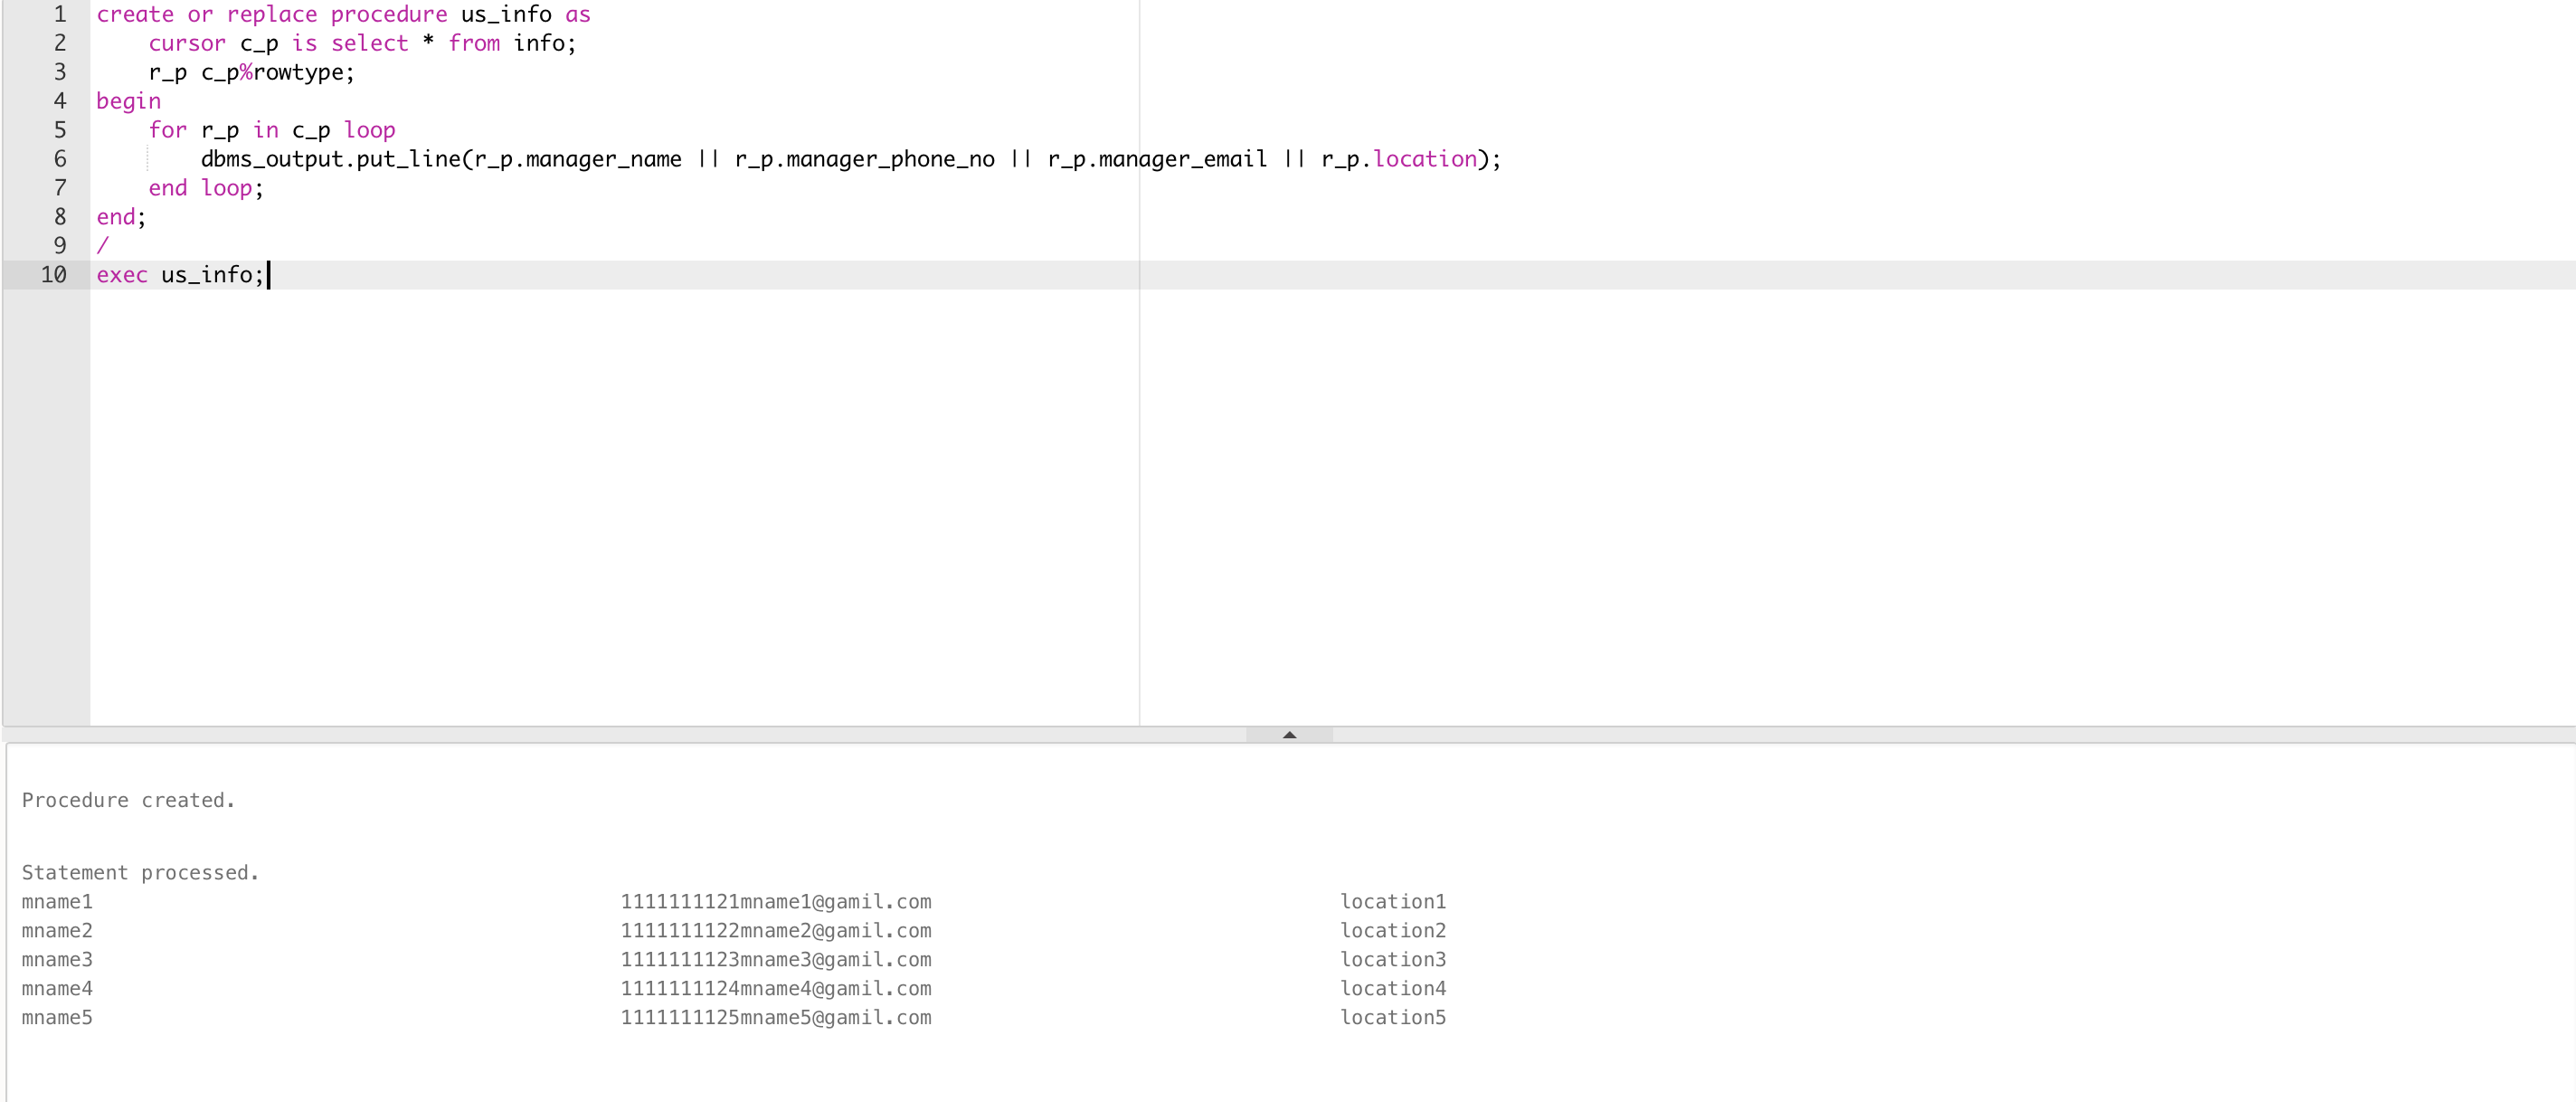 1 create or replace procedure us_info as
2     cursor c_p is select * from info;
3     r_p c_p%rowtype;
4 begin
5     for r_p in c_p loop
6         dbms_output.put_line(r_p.manager_name || r_p.manager_phone_no || r_p.manager_email || r_p.location);
7     end loop;
8 end;
9 /
10 exec us_info;
Procedure created.
Statement processed.
mname1 1111111121mname1@gamil.com location1
mname2 1111111122mname2@gamil.com location2
mname3 1111111123mname3@gamil.com location3
mname4 1111111124mname4@gamil.com location4
mname5 1111111125mname5@gamil.com location5